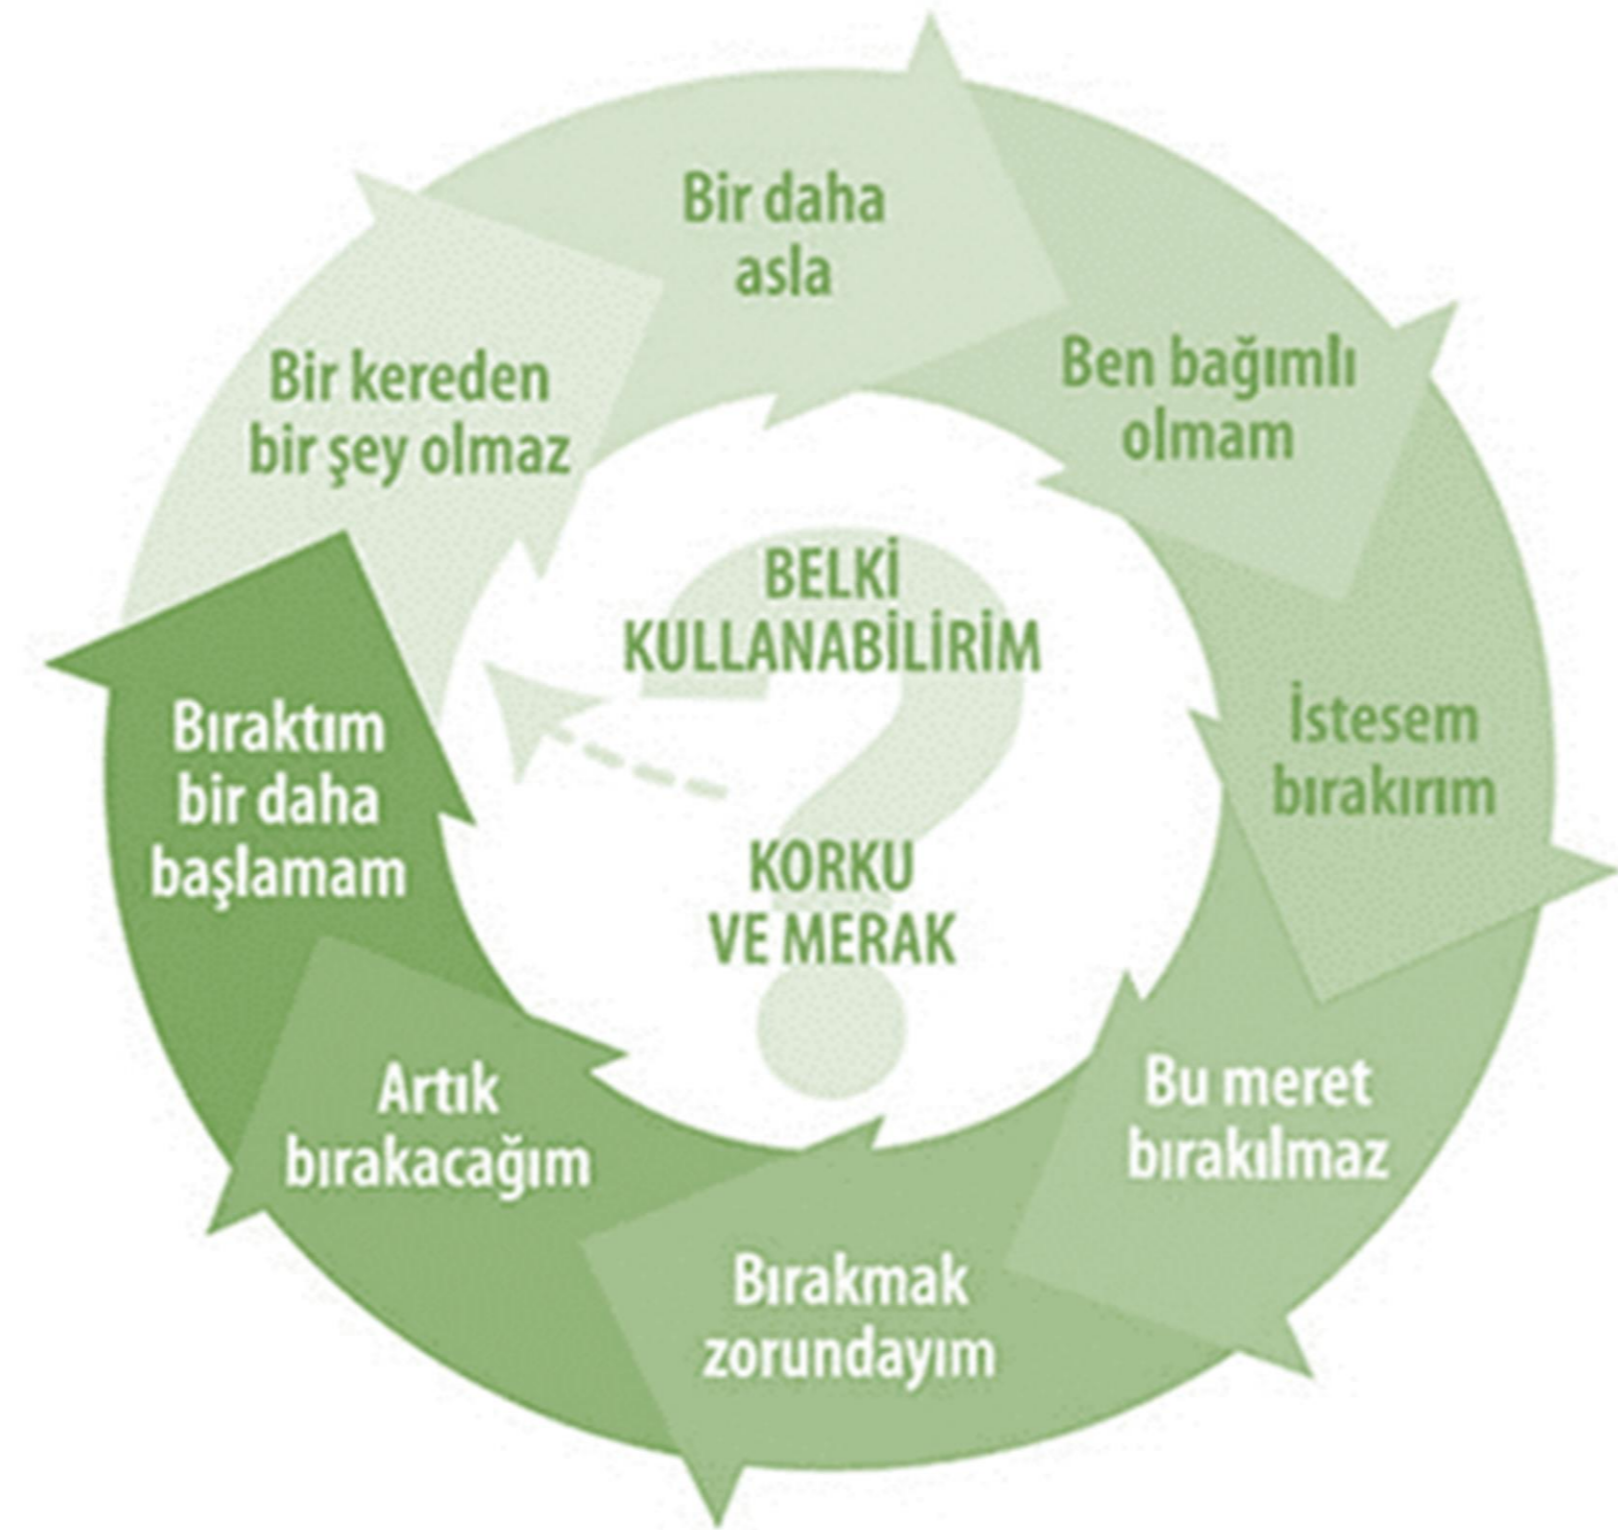 BELKİ
KULLANABİLİRİM
KORKU
VE MERAK
Bir kereden
bir şey olmaz
Bir daha
asla
Ben bağımlı
olmam
İstesem
bırakırım
Bu meret
bırakılmaz
Bırakmak
zorundayım
Artık
bırakacağım
Bıraktım
bir daha
başlamam